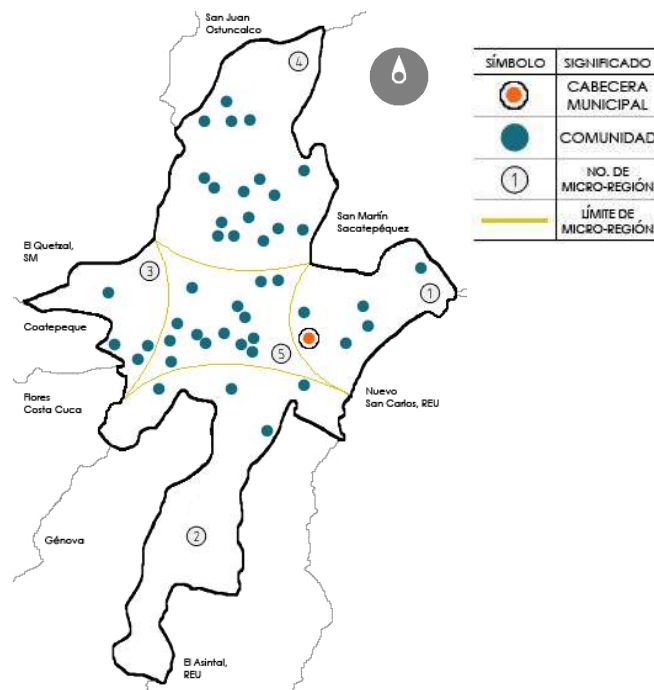 San Juan
Ostuncalco
4
SÍMBOLO
SIGNIFICADO
CABECERA
MUNICIPAL
COMUNIDAD
1
NO. DE
MICRO-REGIÓN
LÍMITE DE
MICRO-REGIÓN
San Martín
Sacatepéquez
El Quetzal,
SM
3
1
Coatepeque
5
Flores
Costa Cuca
Nuevo
San Carlos, REU
Génova
2
El Asintal,
REU